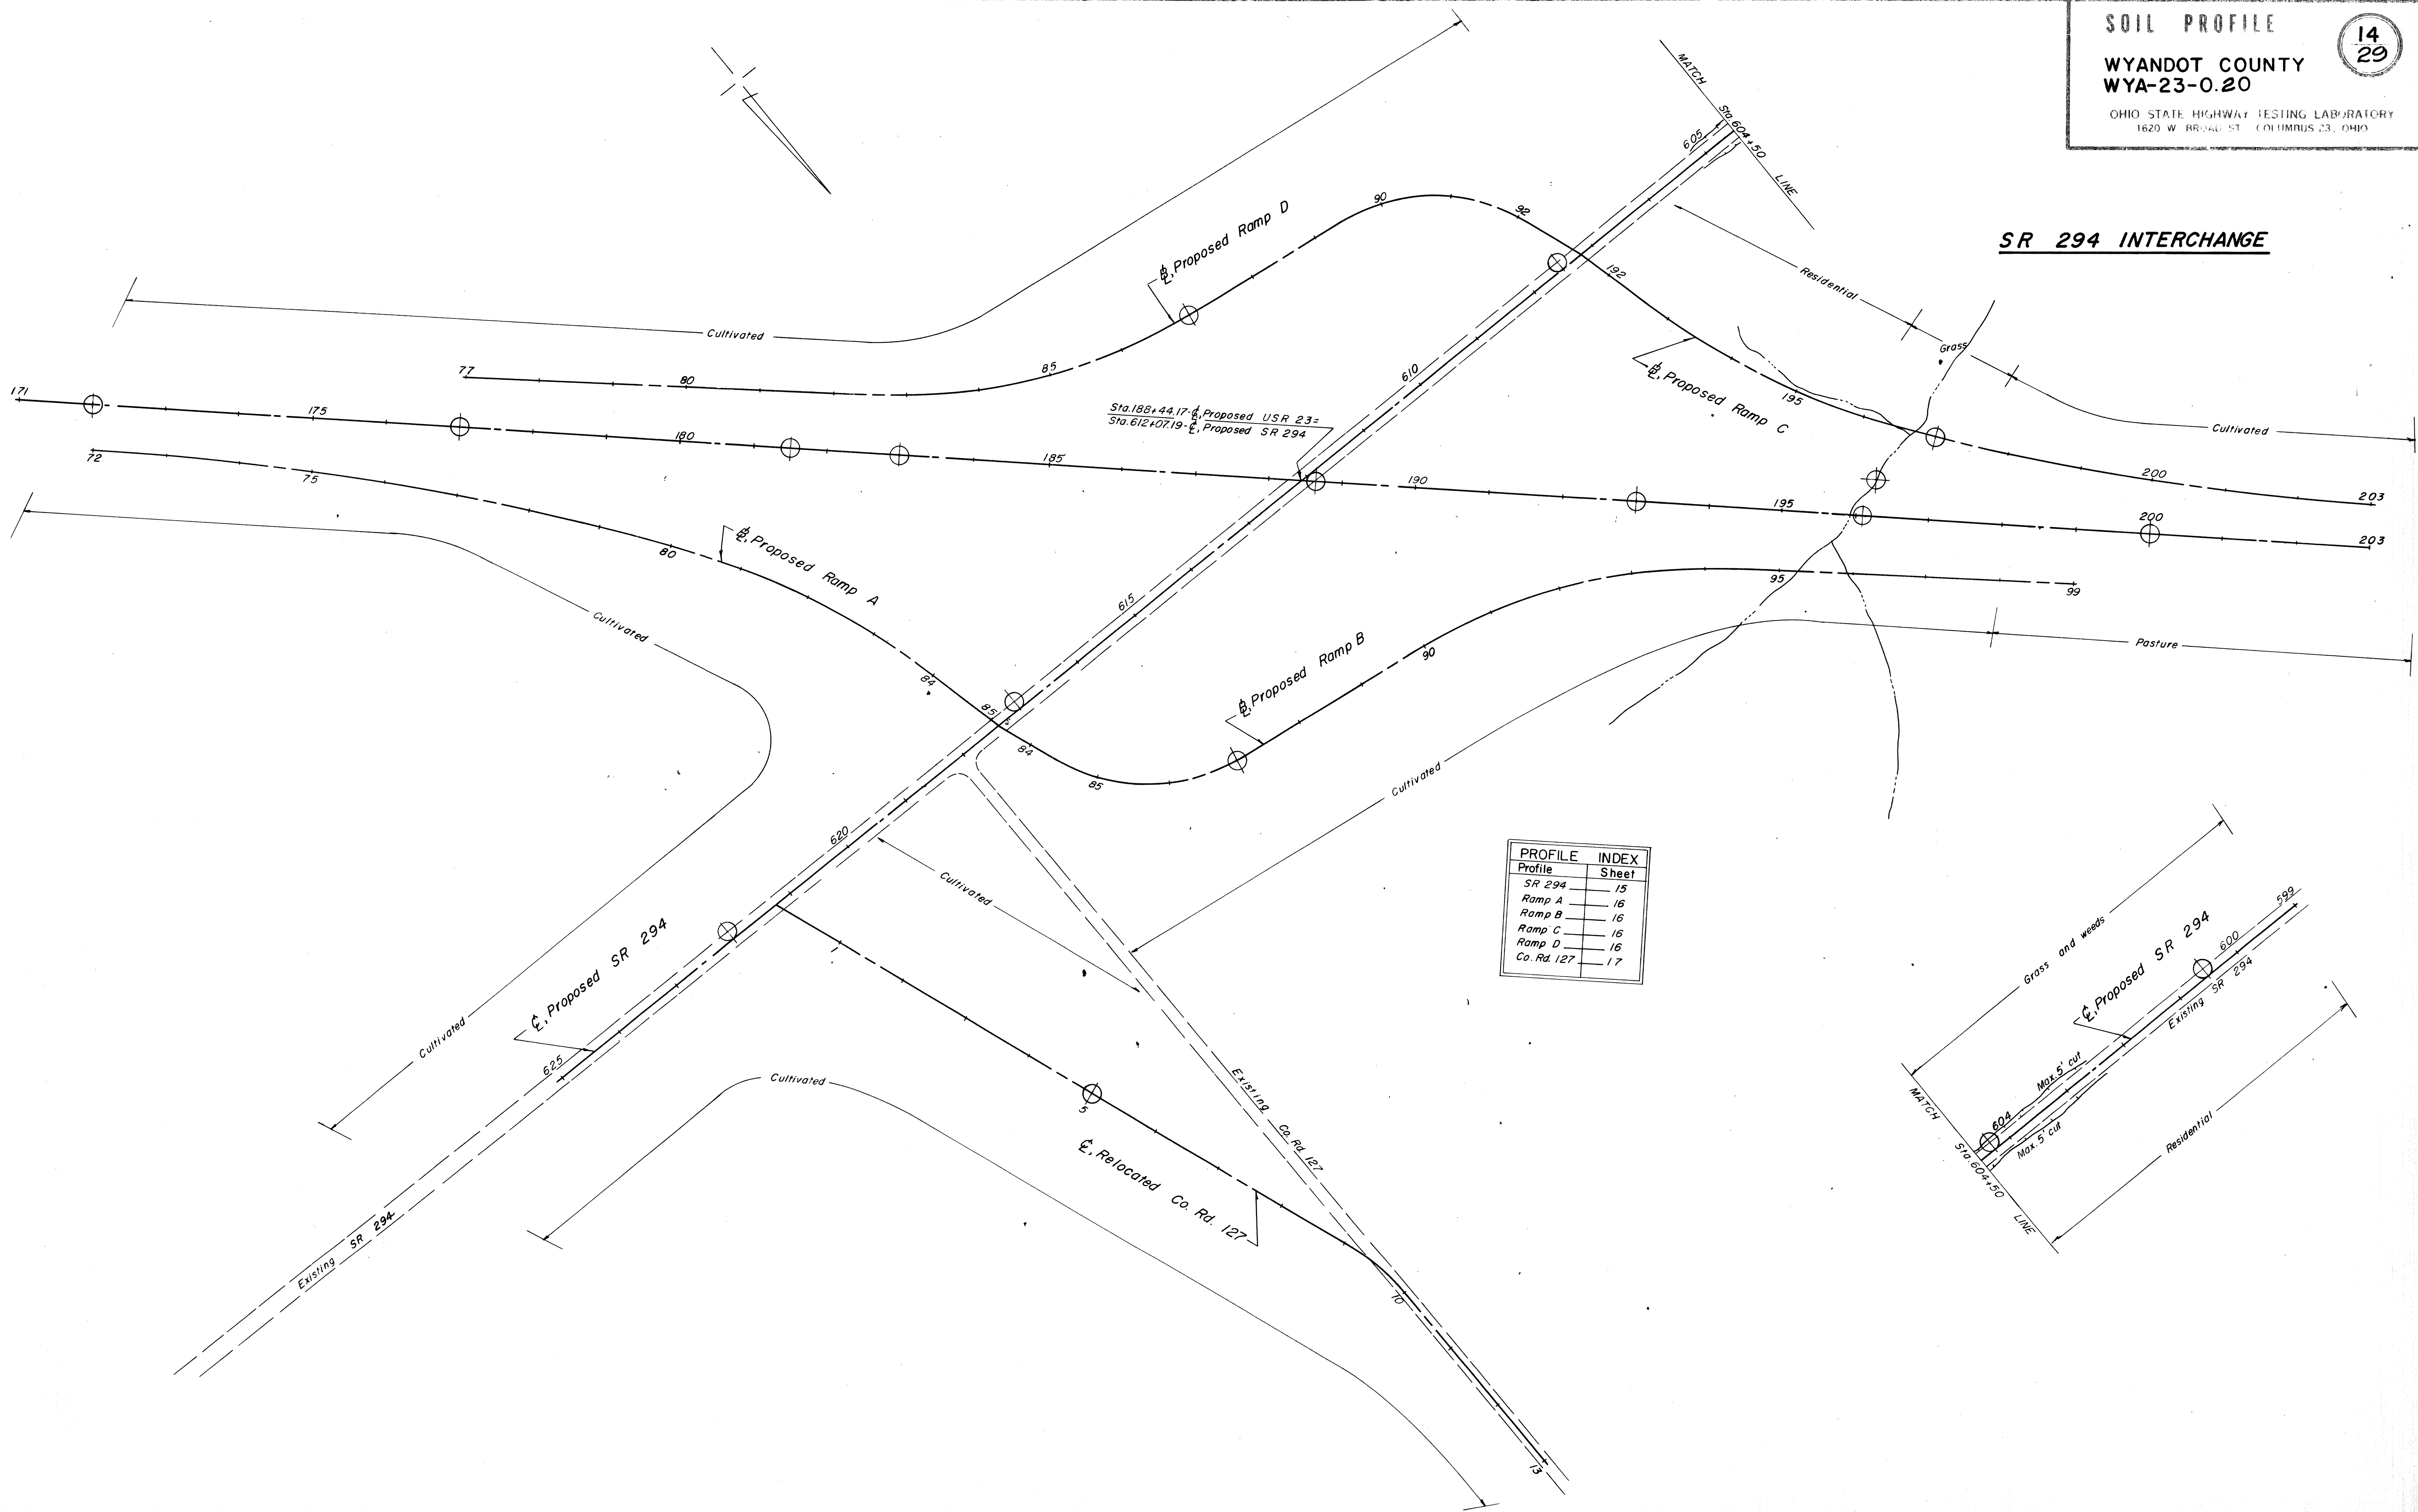 SOIL PROFILE
14
29
WYANDOT COUNTY
WYA-23-0.20
OHIO STATE HIGHWAY TESTING LABORATORY
1620 W. BROAD ST. COLUMBUS 23, OHIO
SR 294 INTERCHANGE
MATCH
Sta. 604+50
LINE
605
90
92
℄, Proposed Ramp D
192
Residential
Grass
Cultivated
Cultivated
77
80
85
610
℄, Proposed Ramp C
195
200
203
171
175
180
185
Sta.188+44.17-℄, Proposed USR 23=
Sta.612+07.19-℄, Proposed SR 294
190
195
200
203
72
75
80
℄, Proposed Ramp A
615
95
99
Cultivated
84
℄, Proposed Ramp B
90
Pasture
85
84
85
Cultivated
620
Cultivated
PROFILE INDEX
Profile Sheet
SR 294 15
Ramp A 16
Ramp B 16
Ramp C 16
Ramp D 16
Co. Rd. 127 17
℄, Proposed SR 294
Cultivated
625
Cultivated
5
Existing Co. Rd. 127
℄, Relocated Co. Rd. 127
Existing SR 294
10
13
599
Grass and weeds
600
℄, Proposed SR 294
Existing SR 294
Max. 5' cut
604
Max. 5' cut
Residential
MATCH
Sta. 604+50
LINE